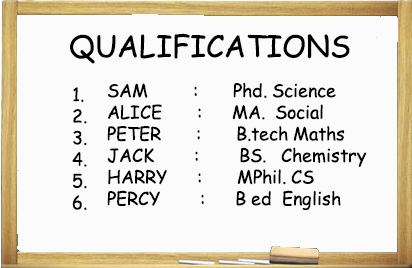 QUALIFICATIONS
1. SAM : Phd. Science
2. ALICE : MA. Social
3. PETER : B.tech Maths
4. JACK : BS. Chemistry
5. HARRY : MPhil. CS
6. PERCY : B ed English